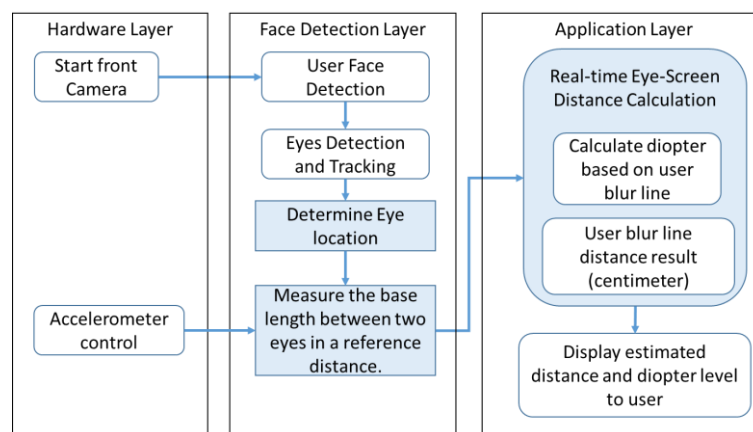 Hardware Layer
Start front
Camera
Accelerometer
control
Face Detection Layer
User Face
Detection
Eyes Detection
and Tracking
Determine Eye
location
Measure the base
length between two
eyes in a reference
distance.
Application Layer
Real-time Eye-Screen
Distance Calculation
Calculate diopter
based on user
blur line
User blur line
distance result
(centimeter)
Display estimated
distance and diopter level
to user